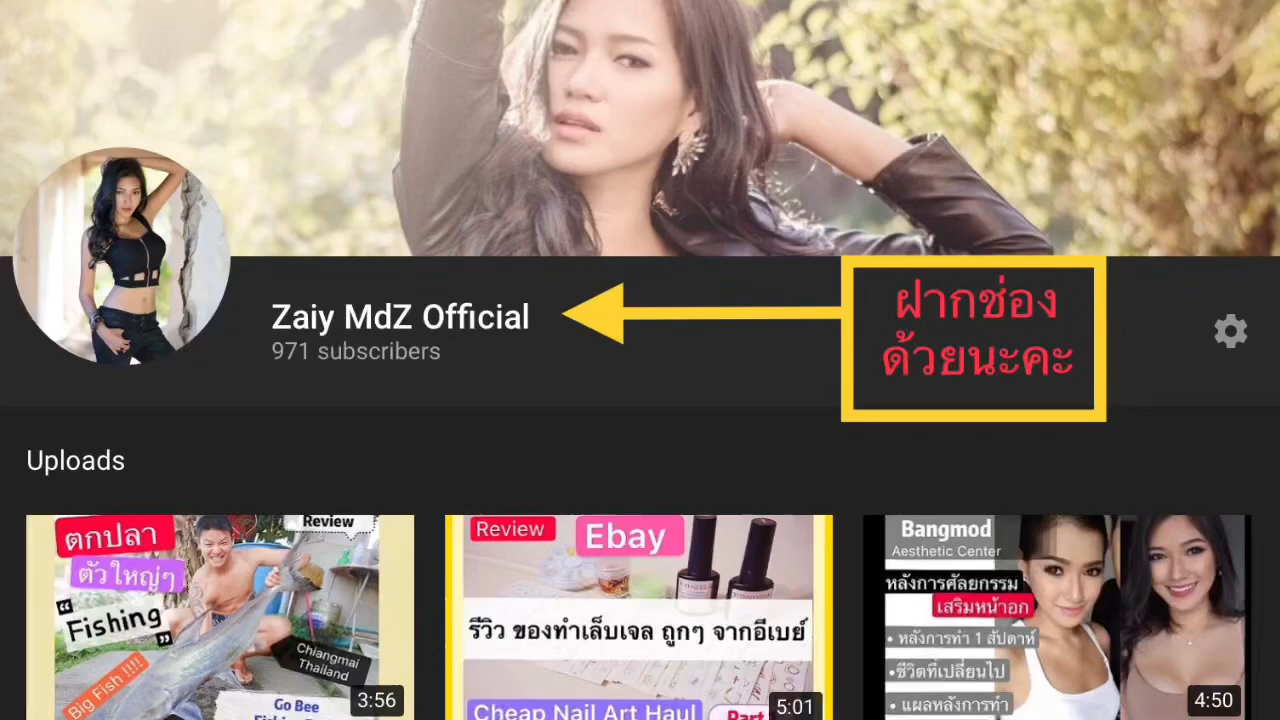 Zaiy MdZ Official
971 subscribers
ฝากช่อง
ด้วยนะคะ
Uploads
ตกปลา
ตัวใหญ่ๆ
Review
“Fishing”
Big Fish !!!!
Chiangmai
Thailand
Go Bee
3:56
Review
Ebay
รีวิว ของทำเล็บเจล ถูกๆ จากอีเบย์
Cheap Nail Art Haul
Part
5:01
Bangmod
Aesthetic Center
หลังการศัลยกรรม
เสริมหน้าอก
• หลังการทำ 1 สัปดาห์
•ชีวิตที่เปลี่ยนไป
• แผลหลังการทำ
4:50